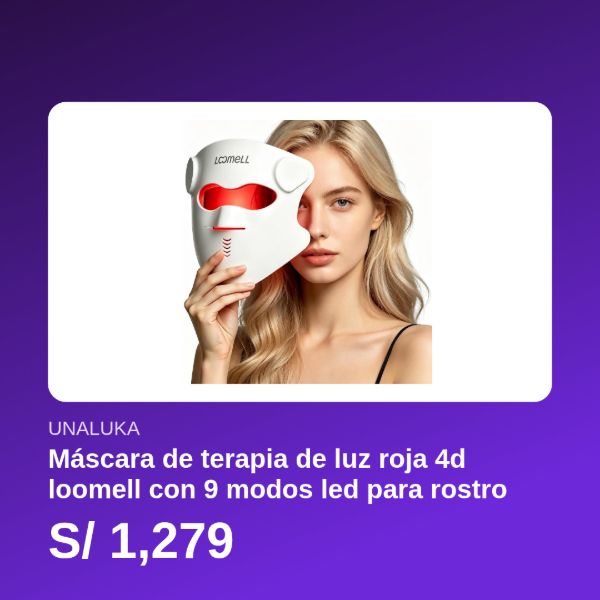 LOOMELL
UNALUKA
Máscara de terapia de luz roja 4d
loomell con 9 modos led para rostro
S/ 1,279